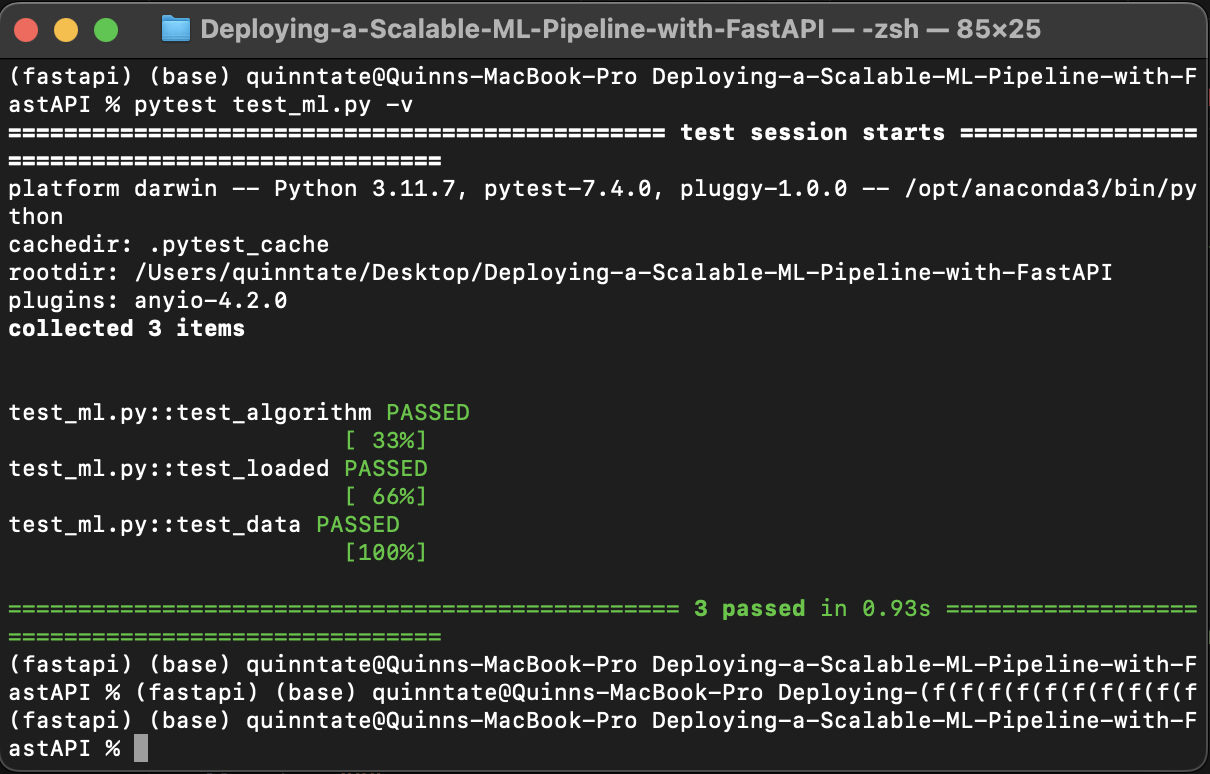 Deploying-a-Scalable-ML-Pipeline-with-FastAPI — -zsh — 85×25
(fastapi) (base) quinntate@Quinns-MacBook-Pro Deploying-a-Scalable-ML-Pipeline-with-F
astAPI % pytest test_ml.py -v
=============================================== test session starts =================
===============================
platform darwin -- Python 3.11.7, pytest-7.4.0, pluggy-1.0.0 -- /opt/anaconda3/bin/py
thon
cachedir: .pytest_cache
rootdir: /Users/quinntate/Desktop/Deploying-a-Scalable-ML-Pipeline-with-FastAPI
plugins: anyio-4.2.0
collected 3 items
test_ml.py::test_algorithm PASSED
[ 33%]
test_ml.py::test_loaded PASSED
[ 66%]
test_ml.py::test_data PASSED
[100%]
================================================ 3 passed in 0.93s ==================
===============================
(fastapi) (base) quinntate@Quinns-MacBook-Pro Deploying-a-Scalable-ML-Pipeline-with-F
astAPI % (fastapi) (base) quinntate@Quinns-MacBook-Pro Deploying-(f(f(f(f(f(f(f(f(f(f
(fastapi) (base) quinntate@Quinns-MacBook-Pro Deploying-a-Scalable-ML-Pipeline-with-F
astAPI %